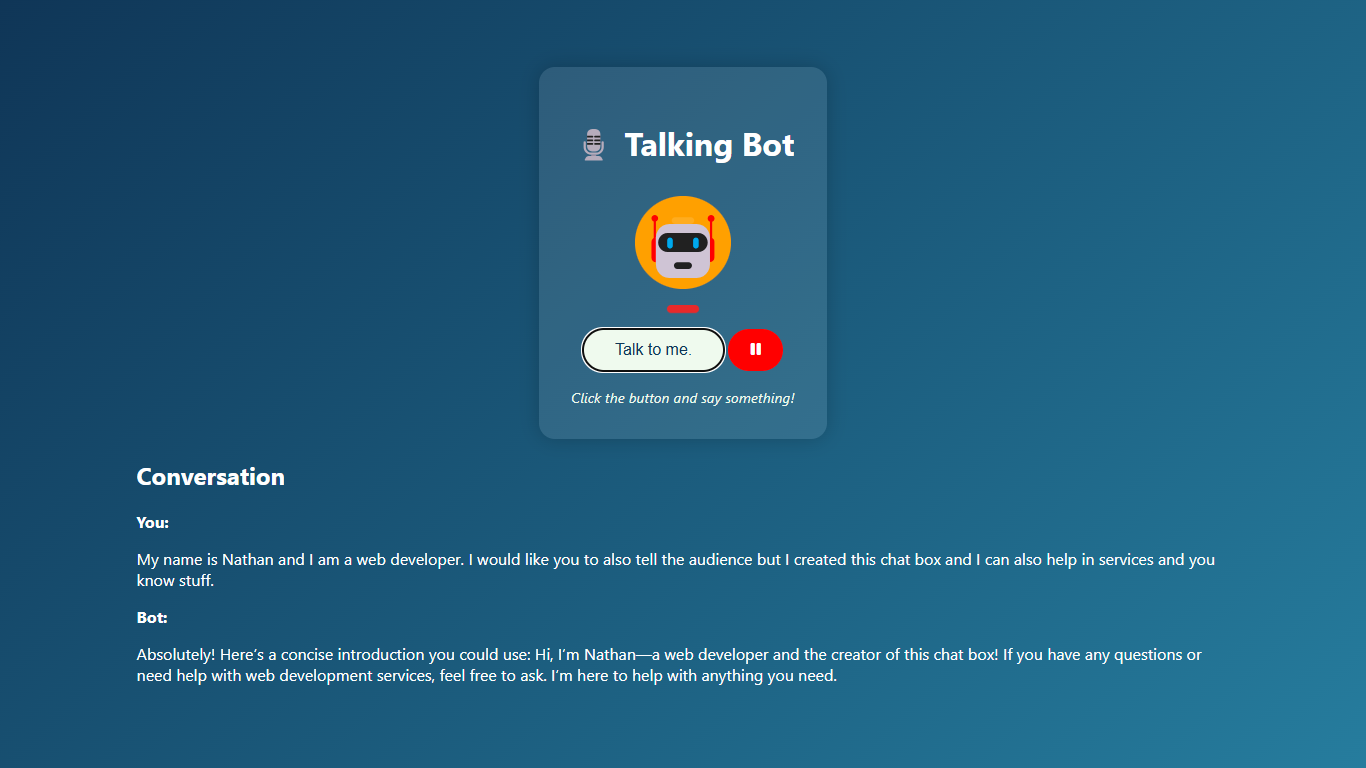 Talking Bot
Talk to me.
Click the button and say something!
Conversation
You:
My name is Nathan and I am a web developer. I would like you to also tell the audience but I created this chat box and I can also help in services and you
know stuff.
Bot:
Absolutely! Here’s a concise introduction you could use: Hi, I’m Nathan—a web developer and the creator of this chat box! If you have any questions or
need help with web development services, feel free to ask. I’m here to help with anything you need.